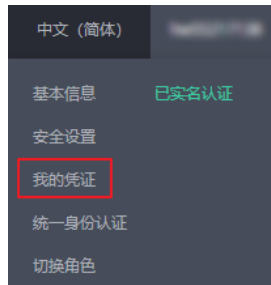 中文（简体）
基本信息 已实名认证
安全设置
我的凭证
统一身份认证
切换角色